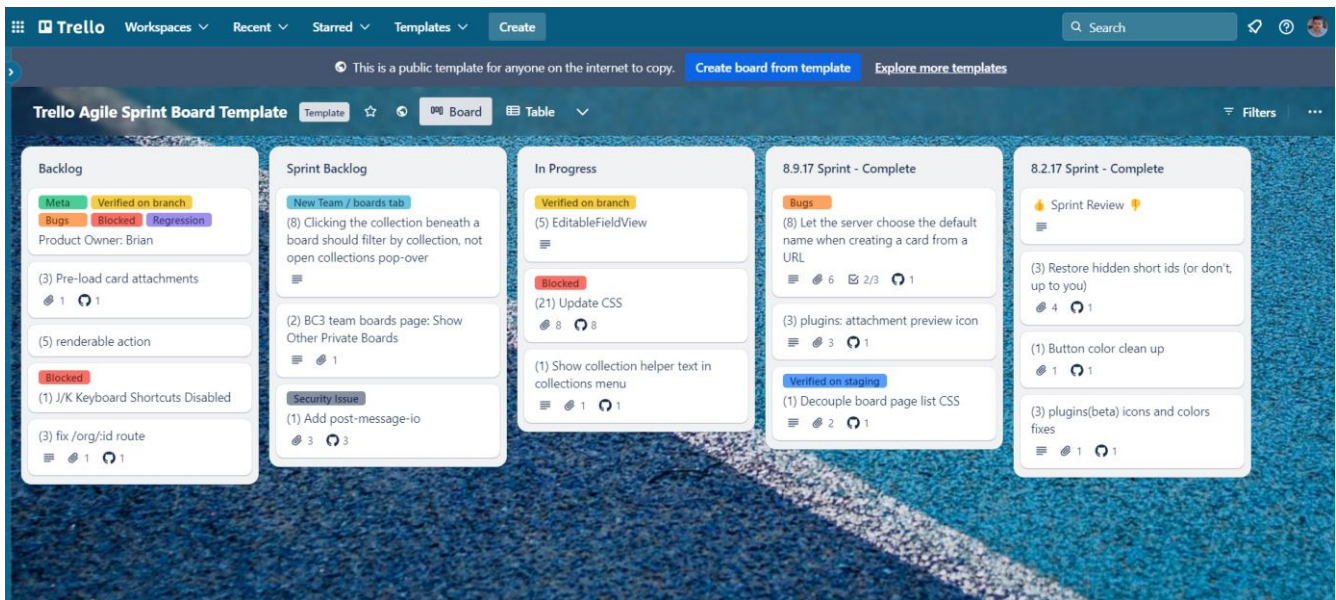 Trello Workspaces Recent Starred Templates Create Search
This is a public template for anyone on the internet to copy. Create board from template Explore more templates
Trello Agile Sprint Board Template Template Board Table Filters
Backlog
Meta Verified on branch
Bugs Blocked Regression
Product Owner: Brian
(3) Pre-load card attachments
1 1
(5) renderable action
Blocked
(1) J/K Keyboard Shortcuts Disabled
(3) fix /org/:id route
1 1
Sprint Backlog
New Team / boards tab
(8) Clicking the collection beneath a
board should filter by collection, not
open collections pop-over
(2) BC3 team boards page: Show
Other Private Boards
1
Security Issue
(1) Add post-message-io
3 3
In Progress
Verified on branch
(5) EditableFieldView
Blocked
(21) Update CSS
8 8
(1) Show collection helper text in
collections menu
1 1
8.9.17 Sprint - Complete
Bugs
(8) Let the server choose the default
name when creating a card from a
URL
6 2/3 1
(3) plugins: attachment preview icon
3 1
Verified on staging
(1) Decouple board page list CSS
2 1
8.2.17 Sprint - Complete
👍 Sprint Review 👎
(3) Restore hidden short ids (or don't,
up to you)
4 1
(1) Button color clean up
1 1
(3) plugins(beta) icons and colors
fixes
1 1